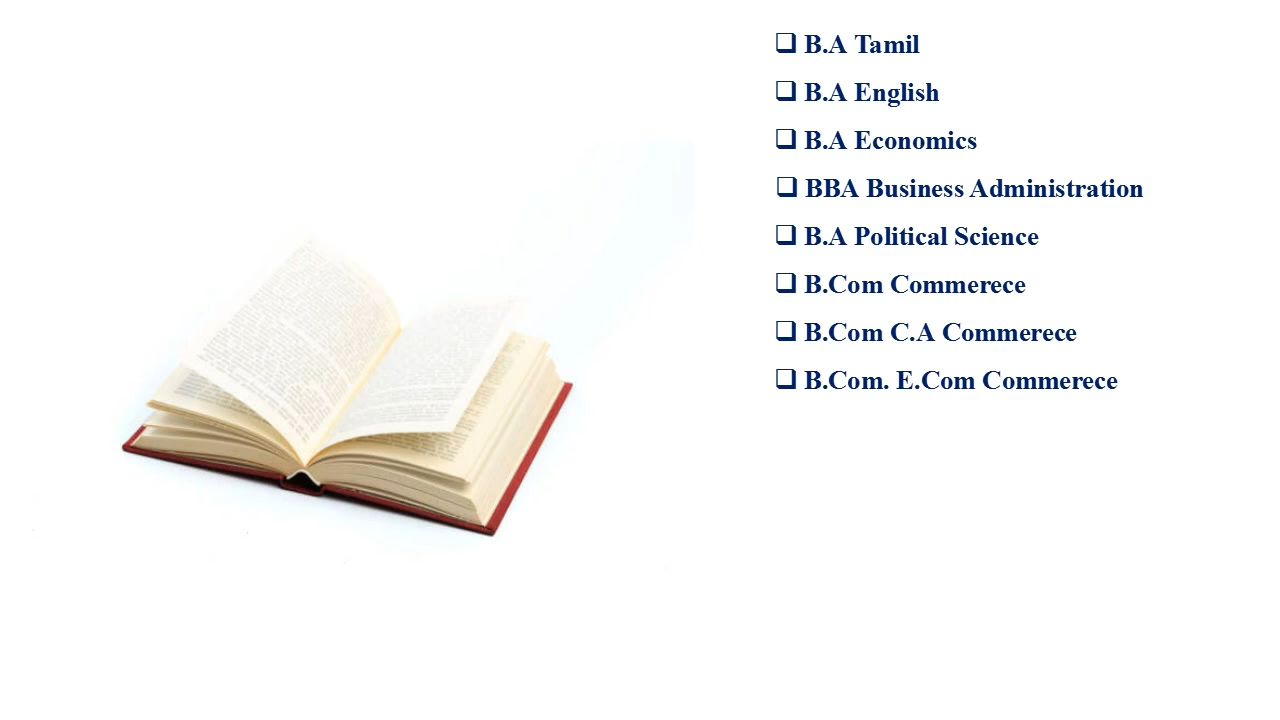 ❑ B.A Tamil
❑ B.A English
❑ B.A Economics
❑ BBA Business Administration
❑ B.A Political Science
❑ B.Com Commerece
❑ B.Com C.A Commerece
❑ B.Com. E.Com Commerece